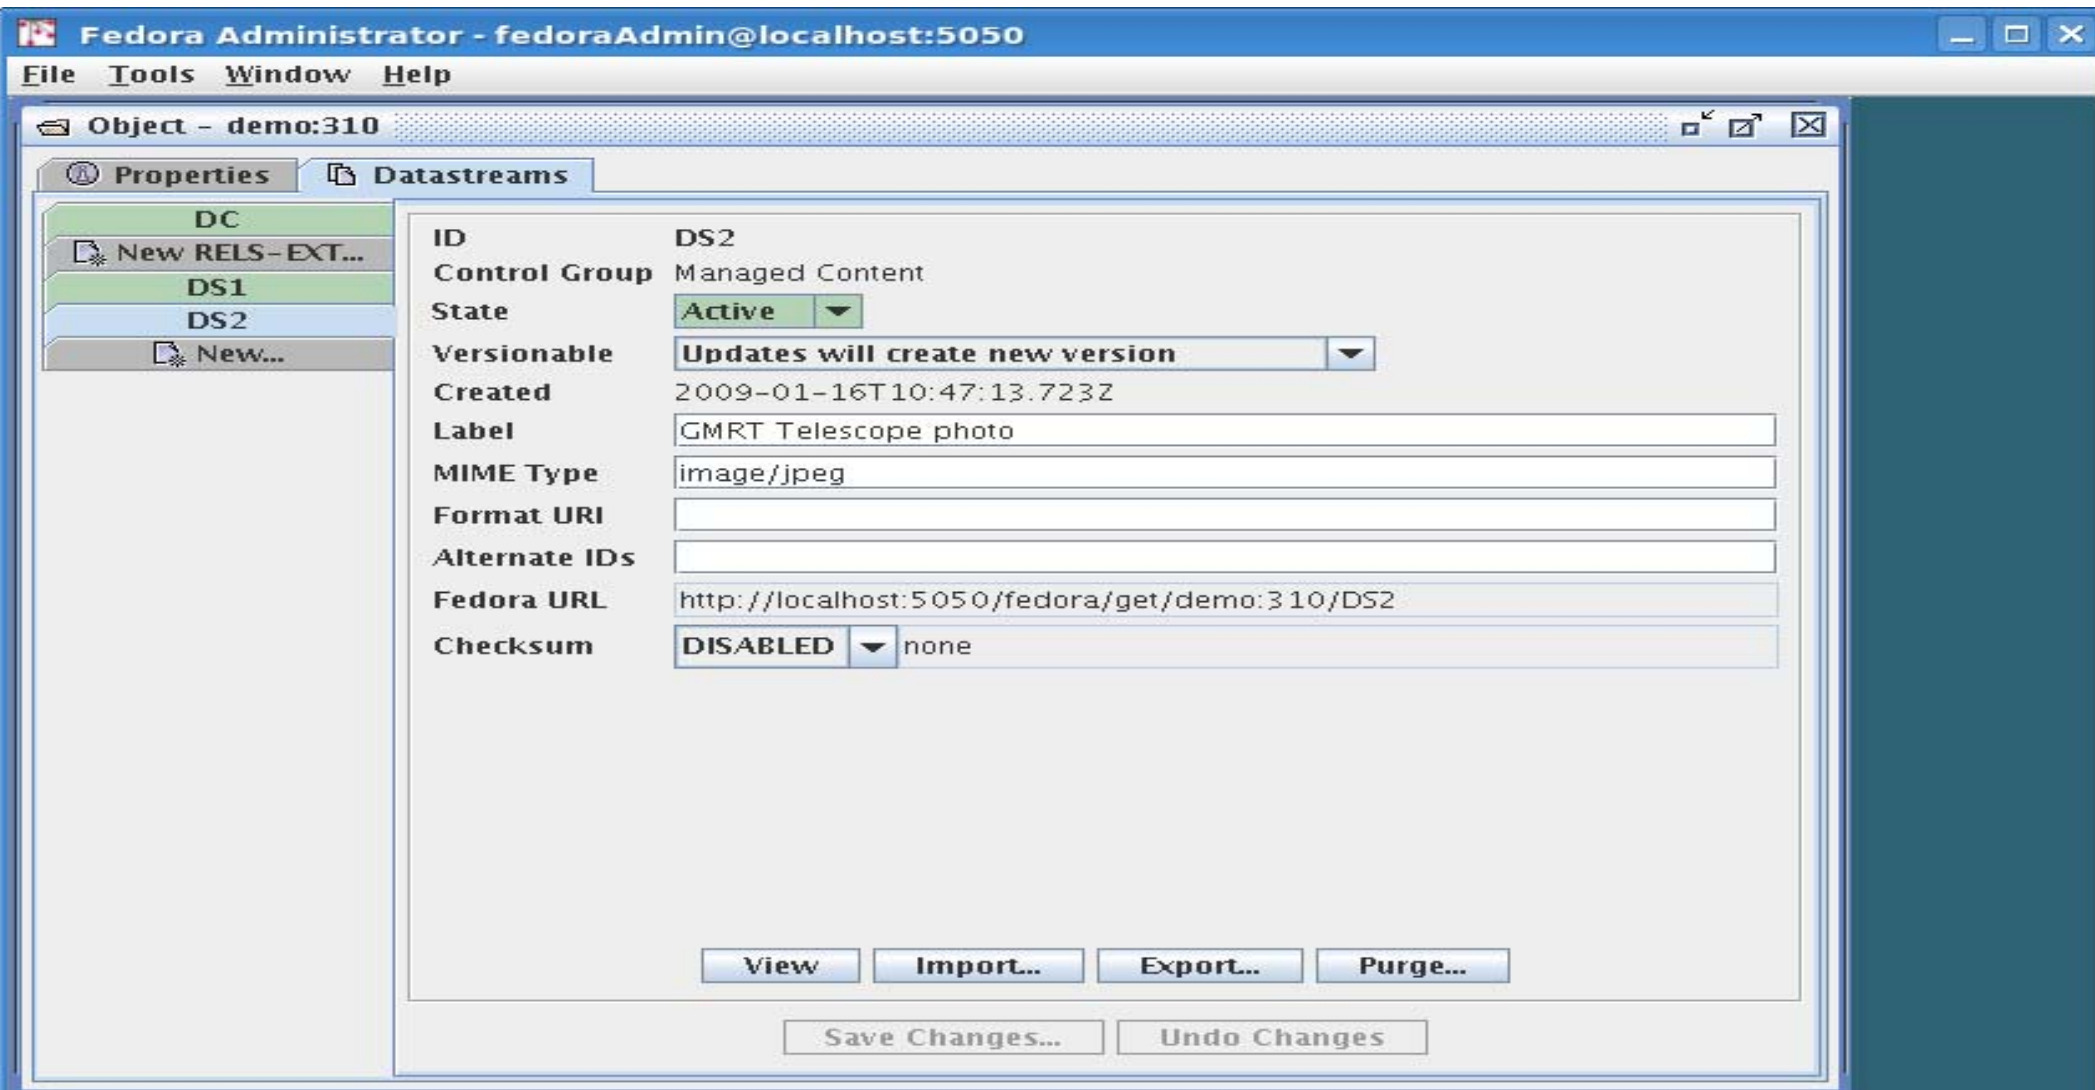 Fedora Administrator - fedoraAdmin@localhost:5050
File Tools Window Help
Object - demo:310
Properties Datastreams
DC
New RELS-EXT...
DS1
DS2
New...
ID DS2
Control Group Managed Content
State Active
Versionable Updates will create new version
Created 2009-01-16T10:47:13.723Z
Label GMRT Telescope photo
MIME Type image/jpeg
Format URI
Alternate IDs
Fedora URL http://localhost:5050/fedora/get/demo:310/DS2
Checksum DISABLED none
View Import... Export... Purge...
Save Changes... Undo Changes